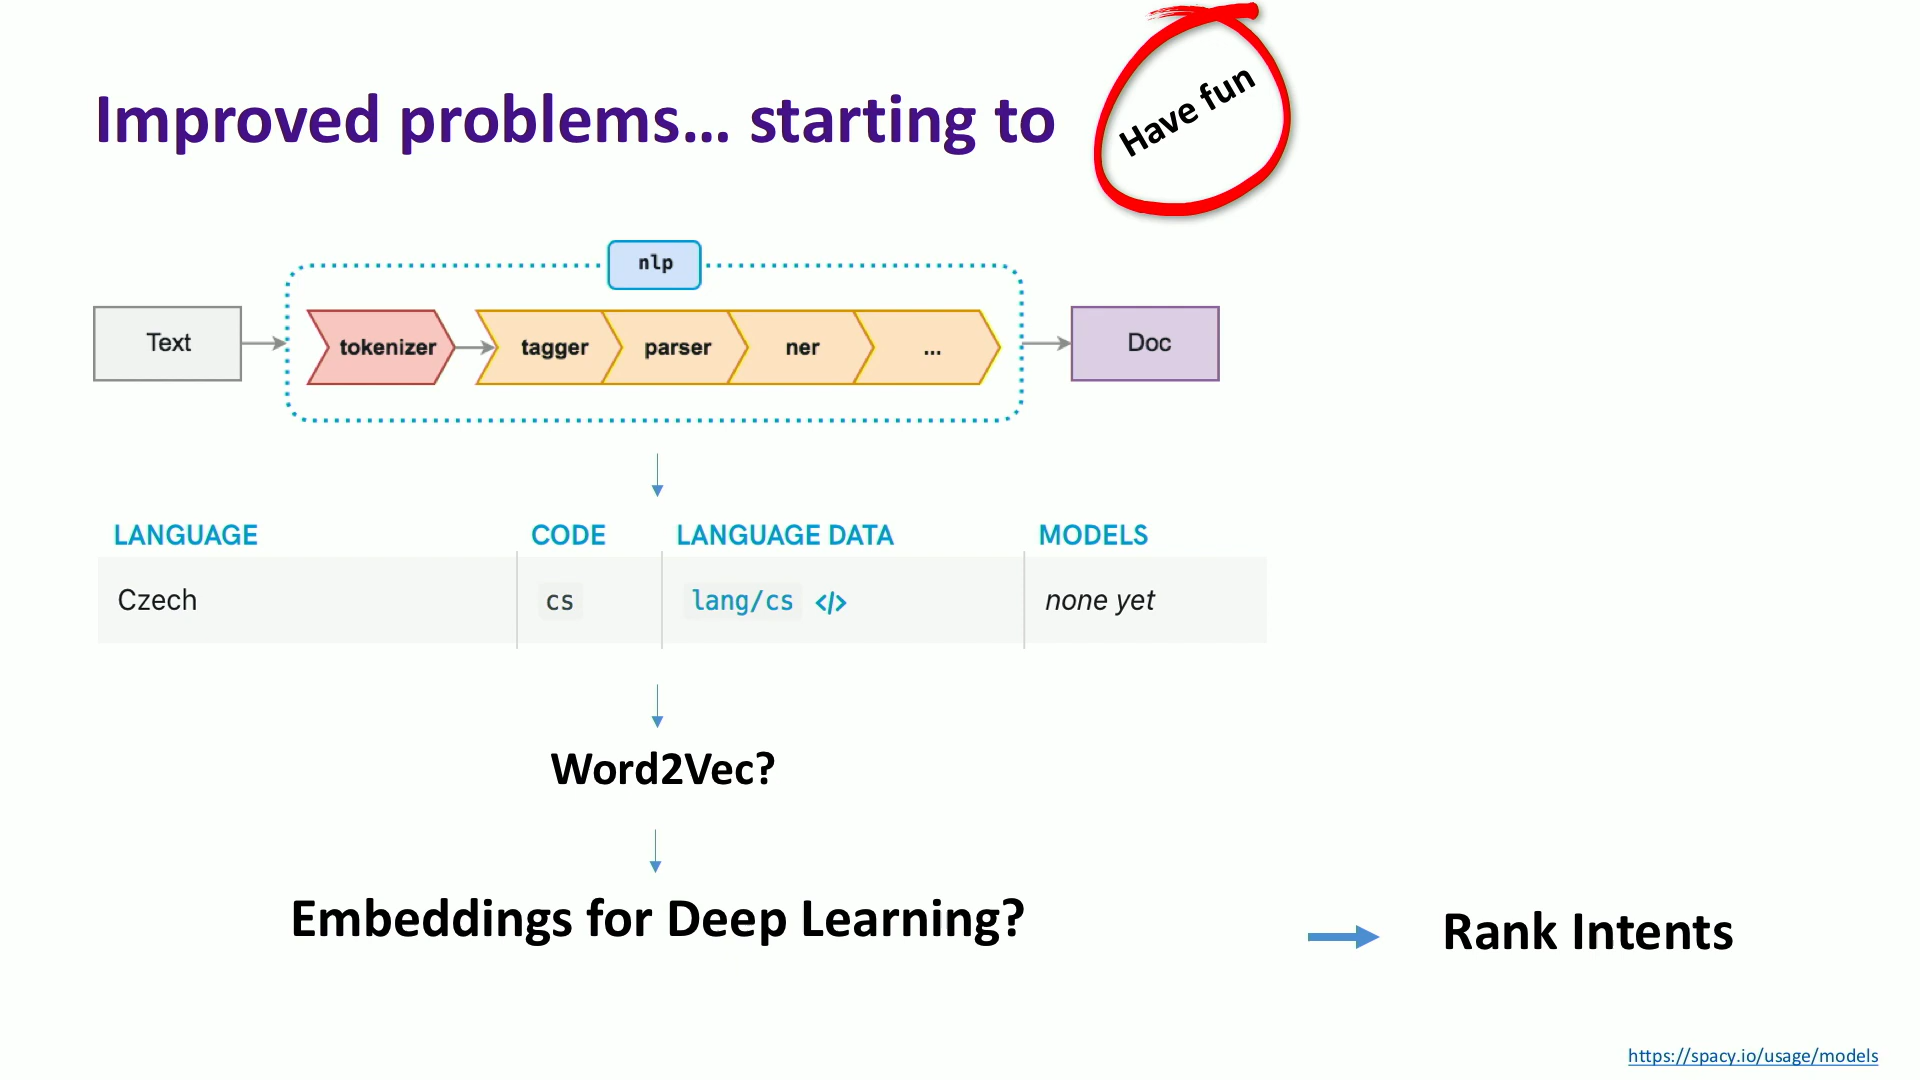 Improved problems... starting to
Have fun
nlp
Text
tokenizer
tagger
parser
ner
...
Doc
LANGUAGE CODE LANGUAGE DATA MODELS
Czech cs lang/cs </> none yet
Word2Vec?
Embeddings for Deep Learning?
Rank Intents
https://spacy.io/usage/models